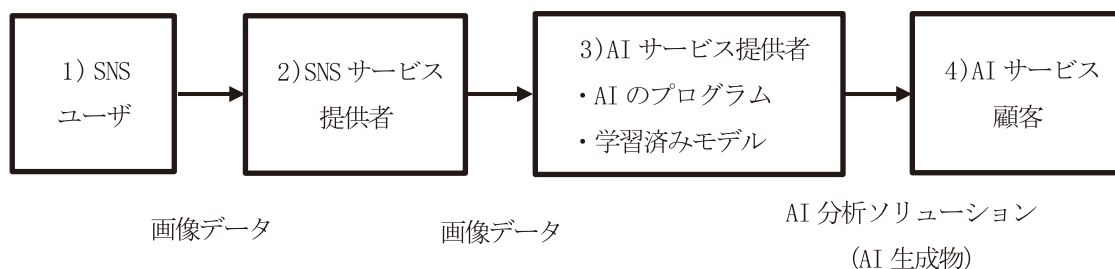 1) SNS
ユーザ
2)SNS サービス
提供者
3)AI サービス提供者
・AI のプログラム
・学習済みモデル
4)AI サービス
顧客
画像データ
画像データ
AI 分析ソリューション
(AI 生成物)